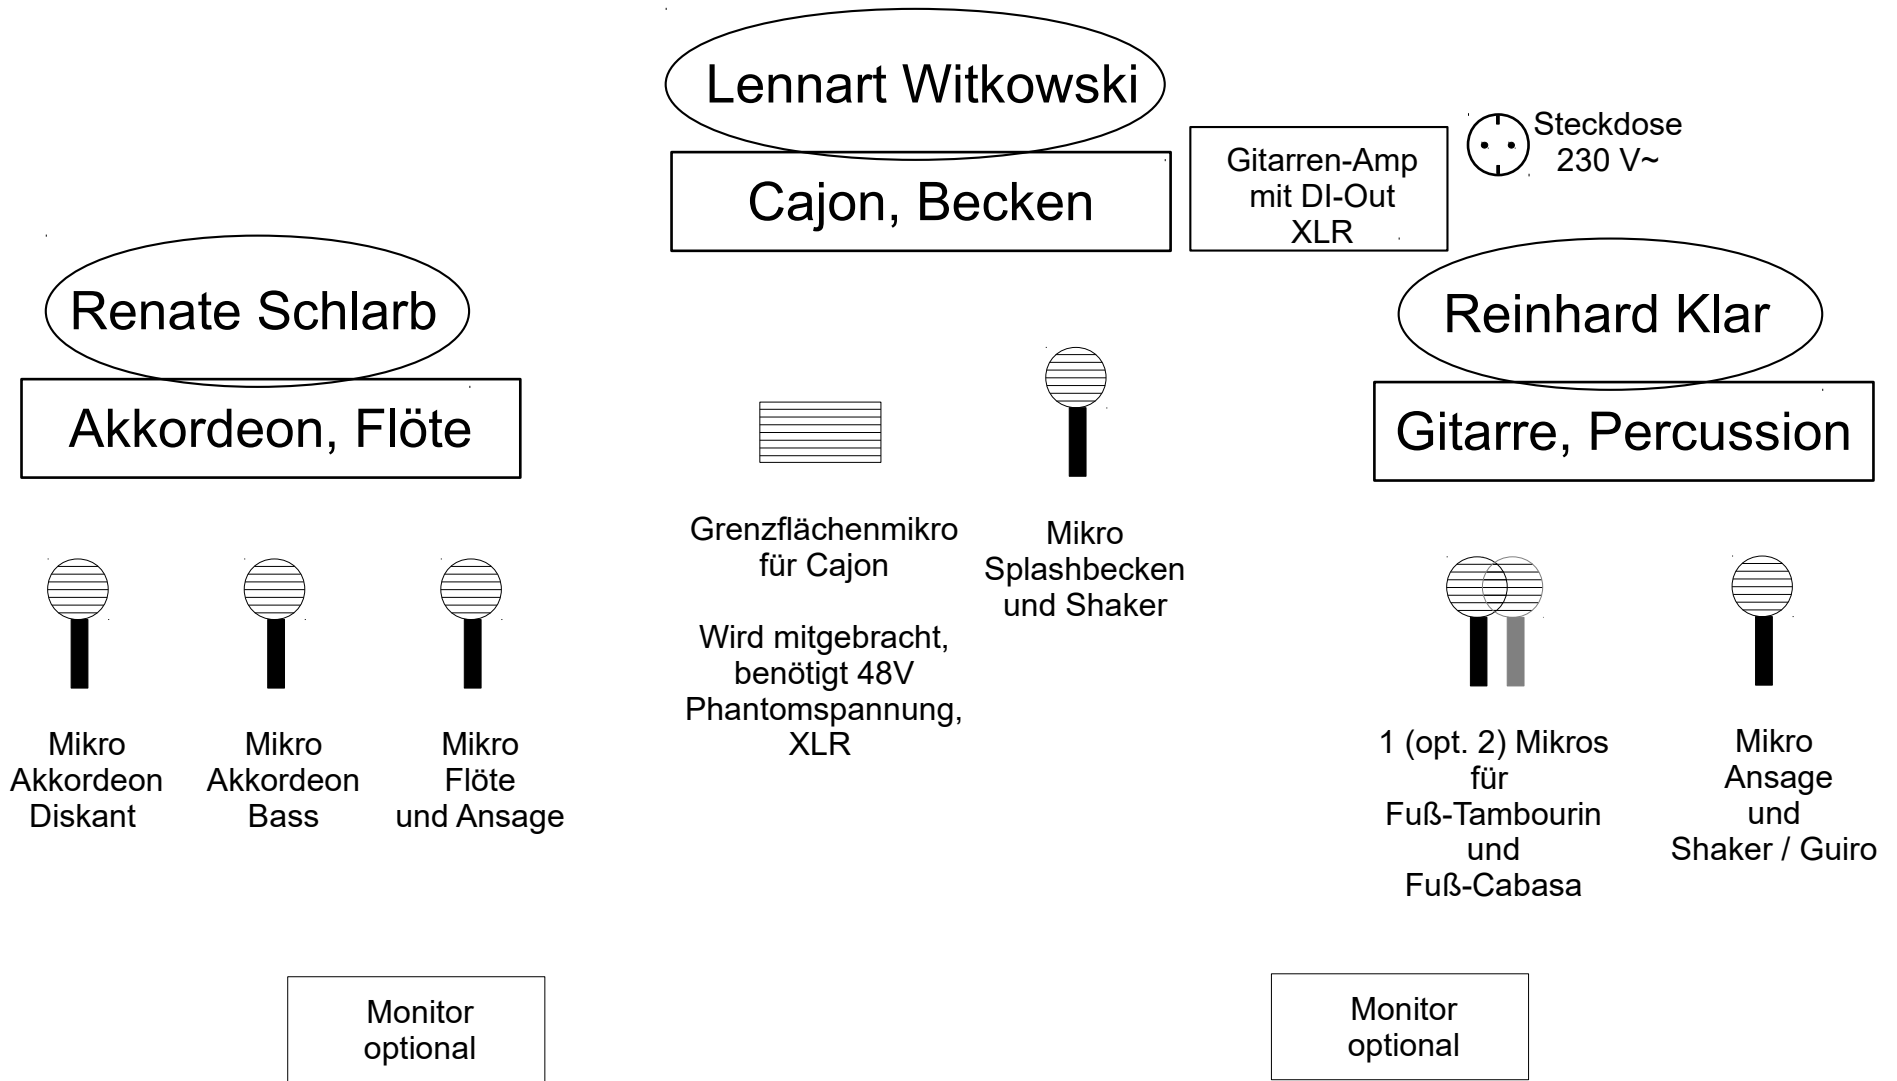 Lennart Witkowski
Cajon, Becken
Gitarren-Amp
mit DI-Out
XLR
Steckdose
230 V~
Renate Schlarb
Akkordeon, Flöte
Reinhard Klar
Gitarre, Percussion
Mikro
Akkordeon
Diskant
Mikro
Akkordeon
Bass
Mikro
Flöte
und Ansage
Grenzflächenmikro
für Cajon
Wird mitgebracht,
benötigt 48V
Phantomspannung,
XLR
Mikro
Splashbecken
und Shaker
1 (opt. 2) Mikros
für
Fuß-Tambourin
und
Fuß-Cabasa
Mikro
Ansage
und
Shaker / Guiro
Monitor
optional
Monitor
optional